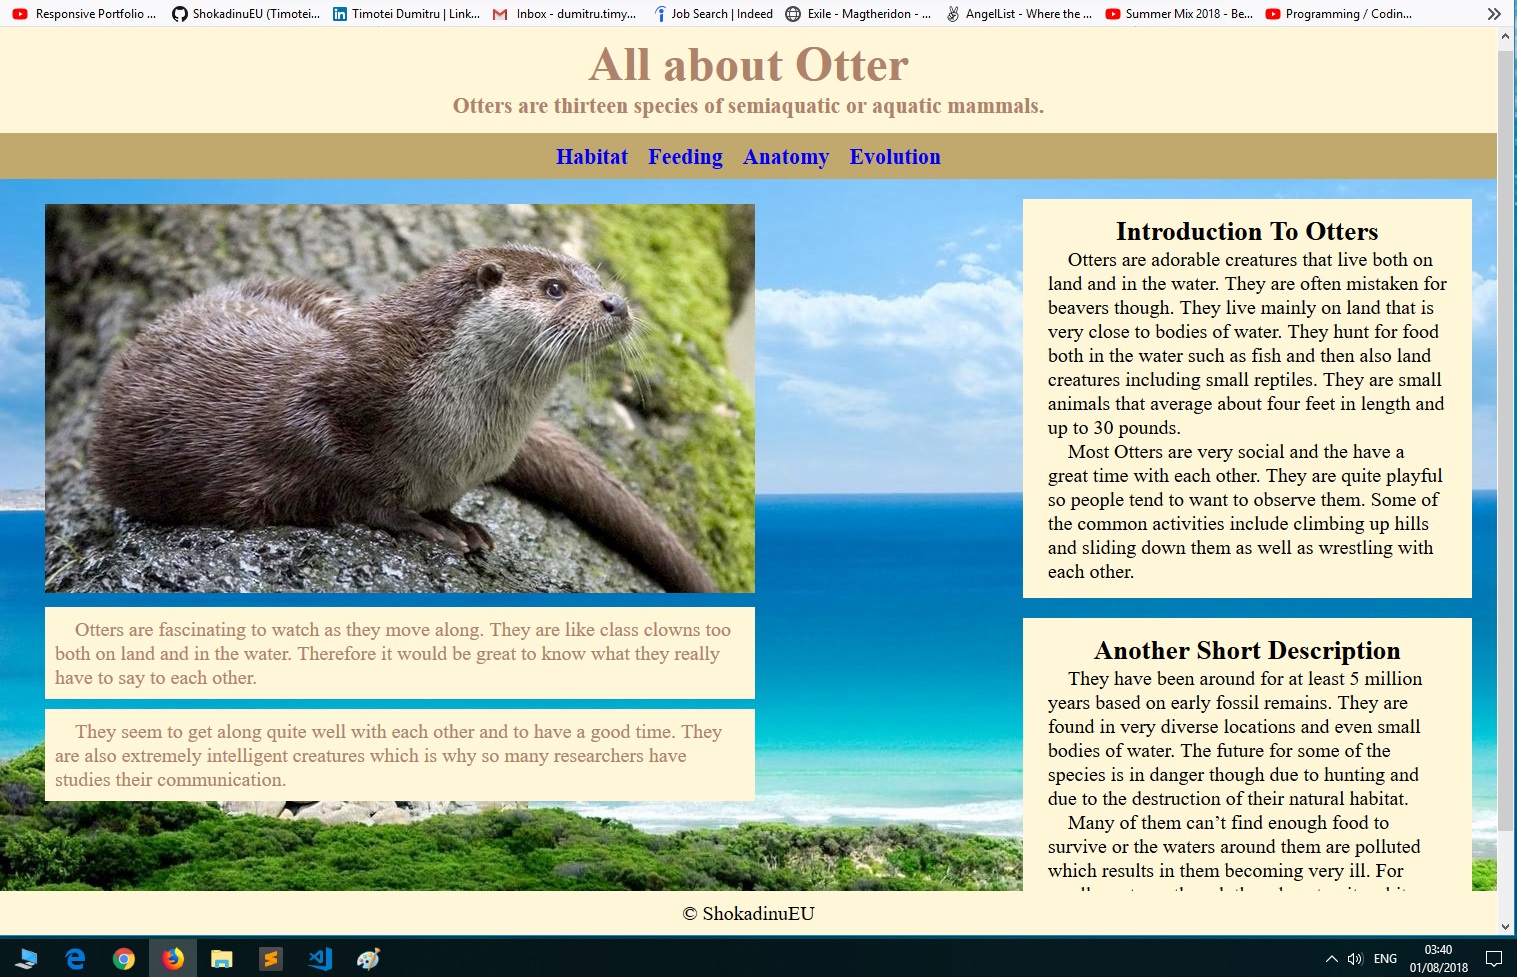 Responsive Portfolio ... ShokadinuEU (Timotei... Timotei Dumitru | Link... Inbox - dumitru.timy... Job Search | Indeed Exile - Magtheridon - ... AngelList - Where the ... Summer Mix 2018 - Be... Programming / Codin...
All about Otter
Otters are thirteen species of semiaquatic or aquatic mammals.
Habitat Feeding Anatomy Evolution
Otters are fascinating to watch as they move along. They are like class clowns too
both on land and in the water. Therefore it would be great to know what they really
have to say to each other.
They seem to get along quite well with each other and to have a good time. They
are also extremely intelligent creatures which is why so many researchers have
studies their communication.
Introduction To Otters
Otters are adorable creatures that live both on
land and in the water. They are often mistaken for
beavers though. They live mainly on land that is
very close to bodies of water. They hunt for food
both in the water such as fish and then also land
creatures including small reptiles. They are small
animals that average about four feet in length and
up to 30 pounds.
Most Otters are very social and the have a
great time with each other. They are quite playful
so people tend to want to observe them. Some of
the common activities include climbing up hills
and sliding down them as well as wrestling with
each other.
Another Short Description
They have been around for at least 5 million
years based on early fossil remains. They are
found in very diverse locations and even small
bodies of water. The future for some of the
species is in danger though due to hunting and
due to the destruction of their natural habitat.
Many of them can’t find enough food to
survive or the waters around them are polluted
which results in them becoming very ill. For
© ShokadinuEU
ENG
03:40
01/08/2018